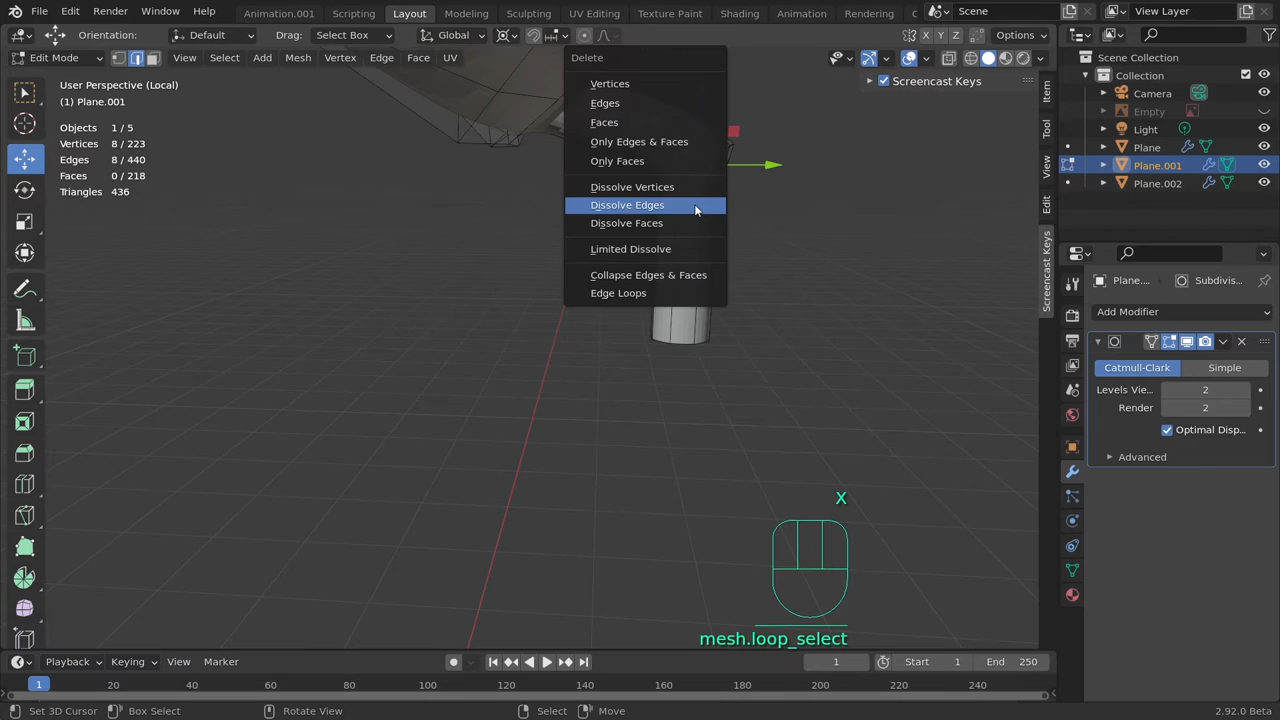 File Edit Render Window Help Animation.001 Scripting Layout Modeling Sculpting UV Editing Texture Paint Shading Animation Rendering C Scene View Layer
Orientation: Default Drag: Select Box Global X Y Z Options
Edit Mode View Select Add Mesh Vertex Edge Face UV
User Perspective (Local)
(1) Plane.001
Objects 1 / 5
Vertices 8 / 223
Edges 8 / 440
Faces 0 / 218
Triangles 436
Delete
Vertices
Edges
Faces
Only Edges & Faces
Only Faces
Dissolve Vertices
Dissolve Edges
Dissolve Faces
Limited Dissolve
Collapse Edges & Faces
Edge Loops
Screencast Keys
Item
Tool
View
Edit
Screencast Keys
X
mesh.loop_select
Scene Collection
Collection
Camera
Empty
Light
Plane
Plane.001
Plane.002
Plane.... Subdivis...
Add Modifier
Catmull-Clark Simple
Levels Vie... 2
Render 2
Optimal Disp...
Advanced
Playback Keying View Marker 1 Start 1 End 250
1 20 40 60 80 100 120 140 160 180 200 220 240
Set 3D Cursor Box Select Rotate View Select Move 2.92.0 Beta